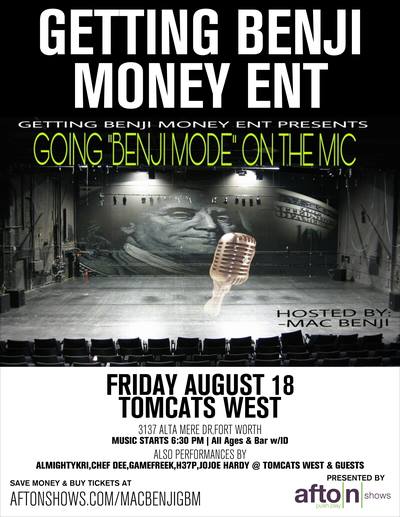 GETTING BENJI
MONEY ENT
GETTING BENJI MONEY ENT PRESENTS
GOING "BENJI MODE" ON THE MIC
HOSTED BY:
-MAC BENJI
FRIDAY AUGUST 18
TOMCATS WEST
3137 ALTA MERE DR,FORT WORTH
MUSIC STARTS 6:30 PM | All Ages & Bar w/ID
ALSO PERFORMANCES BY
ALMIGHTYKRI,CHEF DEE,GAMEFREEK,H37P,JOJOE HARDY @ TOMCATS WEST & GUESTS
SAVE MONEY & BUY TICKETS AT
AFTONSHOWS.COM/MACBENJIGBM
PRESENTED BY
afto|n| shows
push play